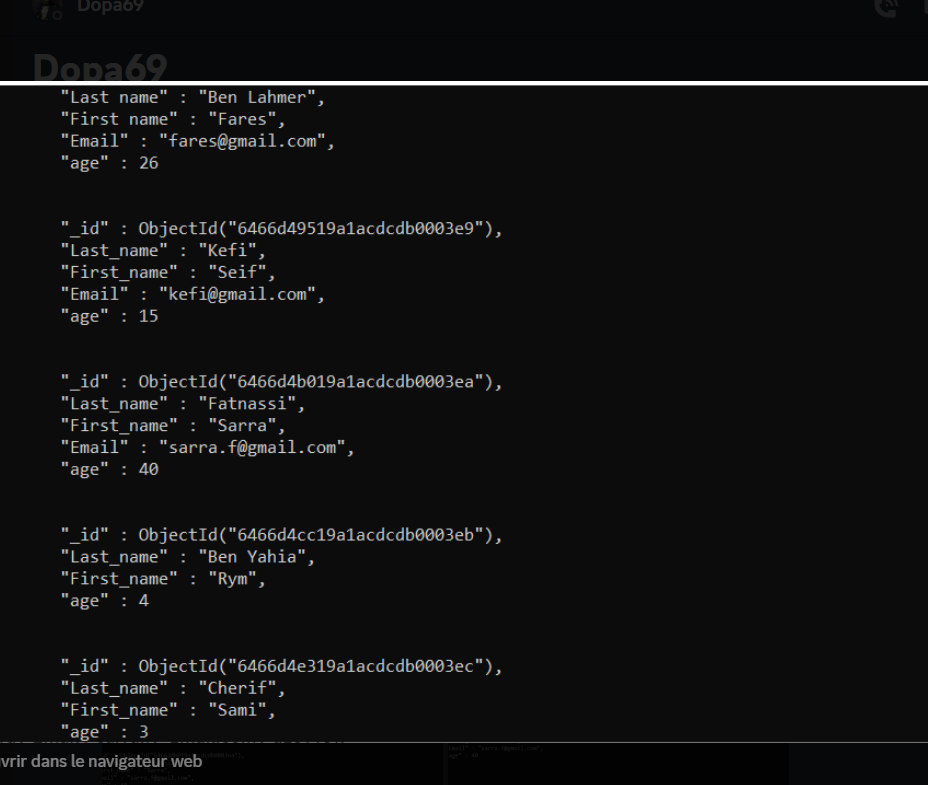 Dopa69
Dopa69
"Last name" : "Ben Lahmer",
"First name" : "Fares",
"Email" : "fares@gmail.com",
"age" : 26
"_id" : ObjectId("6466d49519a1acdcdb0003e9"),
"Last_name" : "Kefi",
"First_name" : "Seif",
"Email" : "kefi@gmail.com",
"age" : 15
"_id" : ObjectId("6466d4b019a1acdcdb0003ea"),
"Last_name" : "Fatnassi",
"First_name" : "Sarra",
"Email" : "sarra.f@gmail.com",
"age" : 40
"_id" : ObjectId("6466d4cc19a1acdcdb0003eb"),
"Last_name" : "Ben Yahia",
"First_name" : "Rym",
"age" : 4
"_id" : ObjectId("6466d4e319a1acdcdb0003ec"),
"Last_name" : "Cherif",
"First_name" : "Sami",
"age" : 3
vrir dans le navigateur web